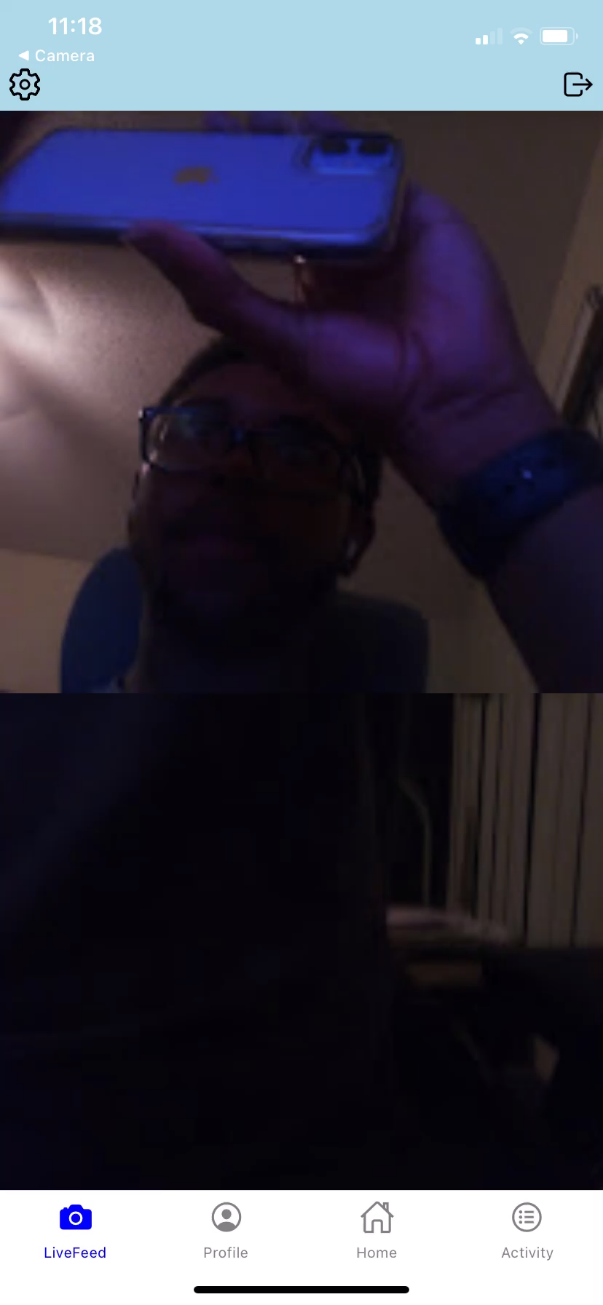 11:18
◀ Camera
LiveFeed
Profile
Home
Activity